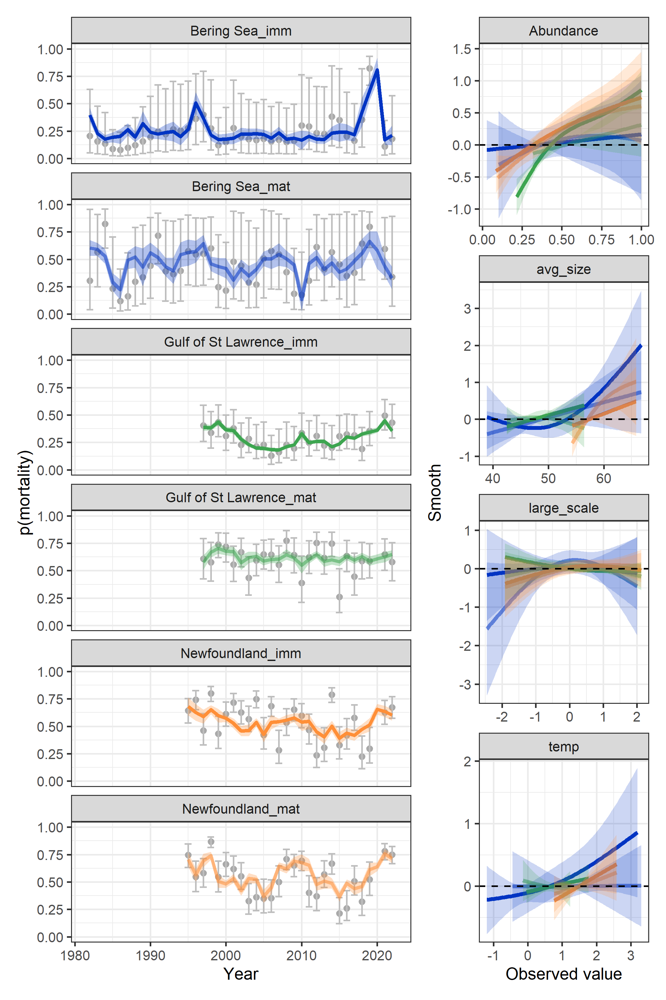 Bering Sea_imm
1.00
0.75
0.50
0.25
0.00
Bering Sea_mat
1.00
0.75
0.50
0.25
0.00
Gulf of St Lawrence_imm
1.00
0.75
0.50
0.25
0.00
Gulf of St Lawrence_mat
1.00
0.75
0.50
0.25
0.00
Newfoundland_imm
1.00
0.75
0.50
0.25
0.00
Newfoundland_mat
1.00
0.75
0.50
0.25
0.00
1980 1990 2000 2010 2020
Year
p(mortality)
Abundance
1.5
1.0
0.5
0.0
-0.5
-1.0
0.00 0.25 0.50 0.75 1.00
avg_size
3
2
1
0
-1
40 50 60
large_scale
1
0
-1
-2
-3
-2 -1 0 1 2
temp
2
1
0
-1 0 1 2 3
Observed value
Smooth